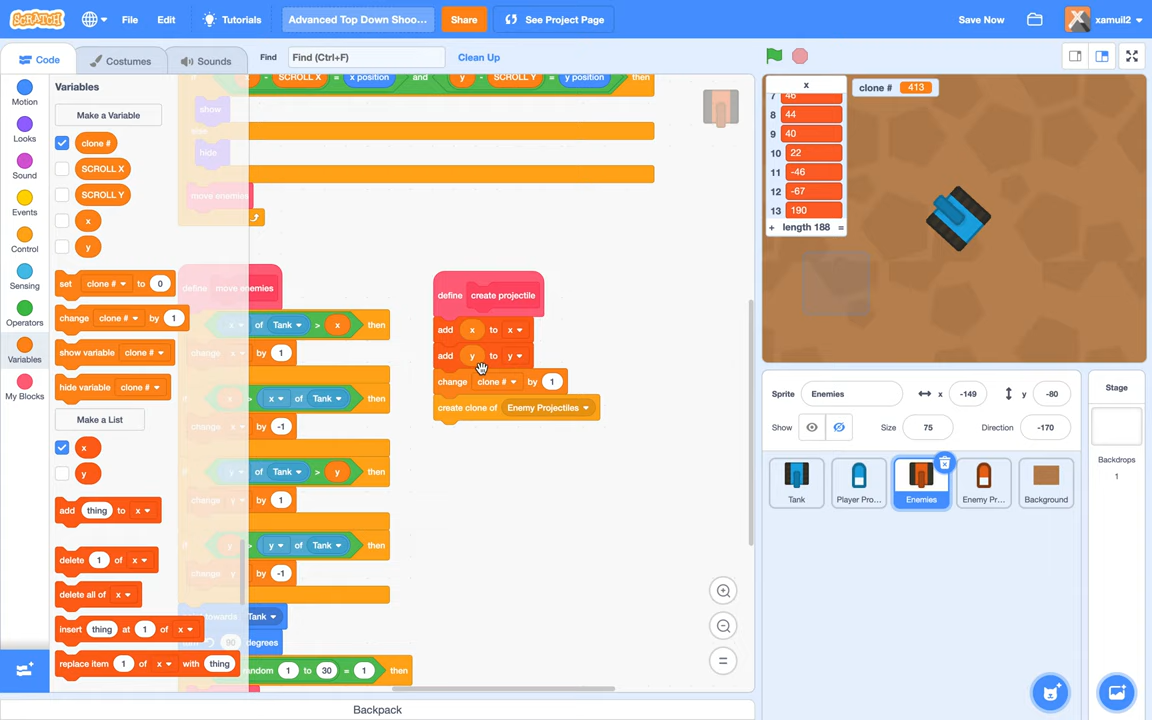 SCRATCH
File
Edit
Tutorials
Advanced Top Down Shoo...
Share
See Project Page
Save Now
xamuil2
Code
Costumes
Sounds
Find
Find (Ctrl+F)
Clean Up
Motion
Looks
Sound
Events
Control
Sensing
Operators
Variables
My Blocks
Variables
Make a Variable
clone #
SCROLL X
SCROLL Y
x
y
set clone # to 0
change clone # by 1
show variable clone #
hide variable clone #
Make a List
x
y
add thing to x
delete 1 of x
delete all of x
insert thing at 1 of x
replace item 1 of x with thing
- SCROLL X = x position and y - SCROLL Y = y position then
show
else
hide
move enemies
define move enemies
if x of Tank > x then
change x by 1
if x > x of Tank then
change x by -1
if y of Tank > y then
change y by 1
if y > y of Tank then
change y by -1
towards Tank
turn 90 degrees
random 1 to 30 = 1 then
define create projectile
add x to x
add y to y
change clone # by 1
create clone of Enemy Projectiles
x
7 46
8 44
9 40
10 22
11 -46
12 -67
13 190
+ length 188 =
clone # 413
Sprite Enemies x -149 y -80
Show Size 75 Direction -170
Tank
Player Pro...
Enemies
Enemy Pr...
Background
Stage
Backdrops
1
Backpack